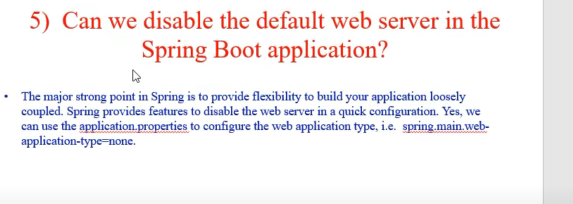 5) Can we disable the default web server in the
Spring Boot application?
• The major strong point in Spring is to provide flexibility to build your application loosely
coupled. Spring provides features to disable the web server in a quick configuration. Yes, we
can use the application.properties to configure the web application type, i.e. spring.main.web-
application-type=none.